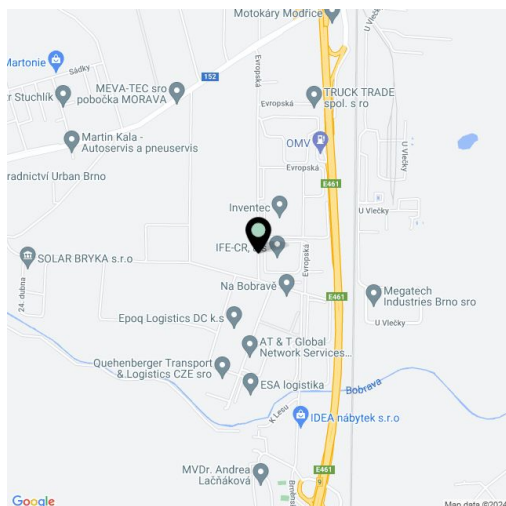 Motokáry Modřice
U Vlečky
Martonie
Sádky
Evropská
152
MEVA-TEC sro
pobočka MORAVA
r Stuchlík
TRUCK TRADE
spol. s ro
Evropská
Martin Kala -
Autoservis a pneuservis
OMV
U Vlečky
Evropská
radnictví Urban Brno
E461
Inventec
U Vlečky
IFE-CR,
Evropská
SOLAR BRYKA s.r.o
24. dubna
Na Bobravě
E461
Megatech
Industries Brno sro
Epoq Logistics DC k.s
U Vlečky
AT & T Global
Network Services...
Quehenberger Transport
& Logistics CZE sro
ESA logistika
Bobrava
K Lesu
IDEA nábytek s.r.o
E461
MVDr. Andrea
Lačňáková
Google
Map data ©2024